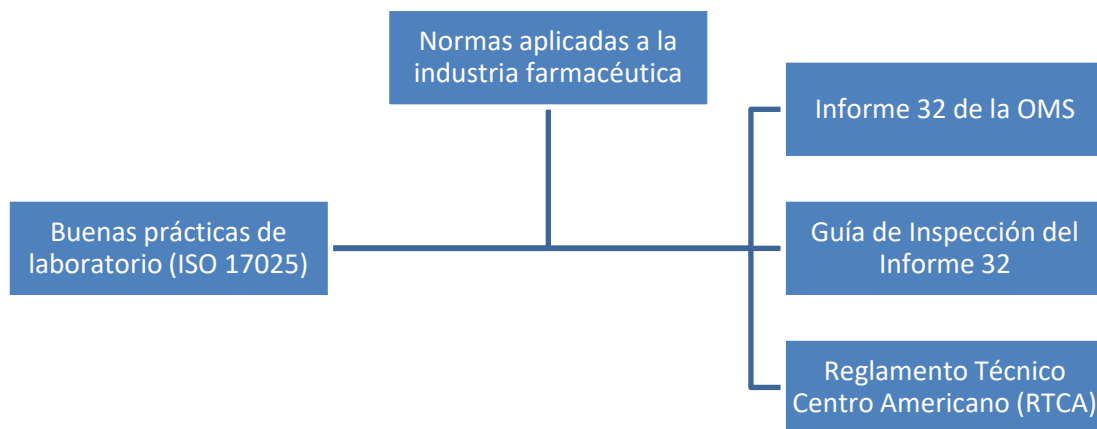 Normas aplicadas a la
industria farmacéutica
Informe 32 de la OMS
Buenas prácticas de
laboratorio (ISO 17025)
Guía de Inspección del
Informe 32
Reglamento Técnico
Centro Americano (RTCA)